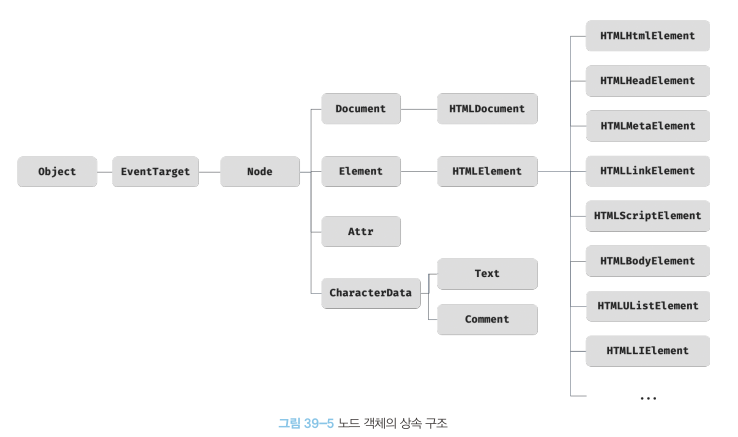 Object
EventTarget
Node
Document
HTMLDocument
Element
HTMLElement
Attr
CharacterData
Text
Comment
HTMLHtmlElement
HTMLHeadElement
HTMLMetaElement
HTMLLinkElement
HTMLScriptElement
HTMLBodyElement
HTMLUListElement
HTMLLIElement
...
그림 39-5 노드 객체의 상속 구조